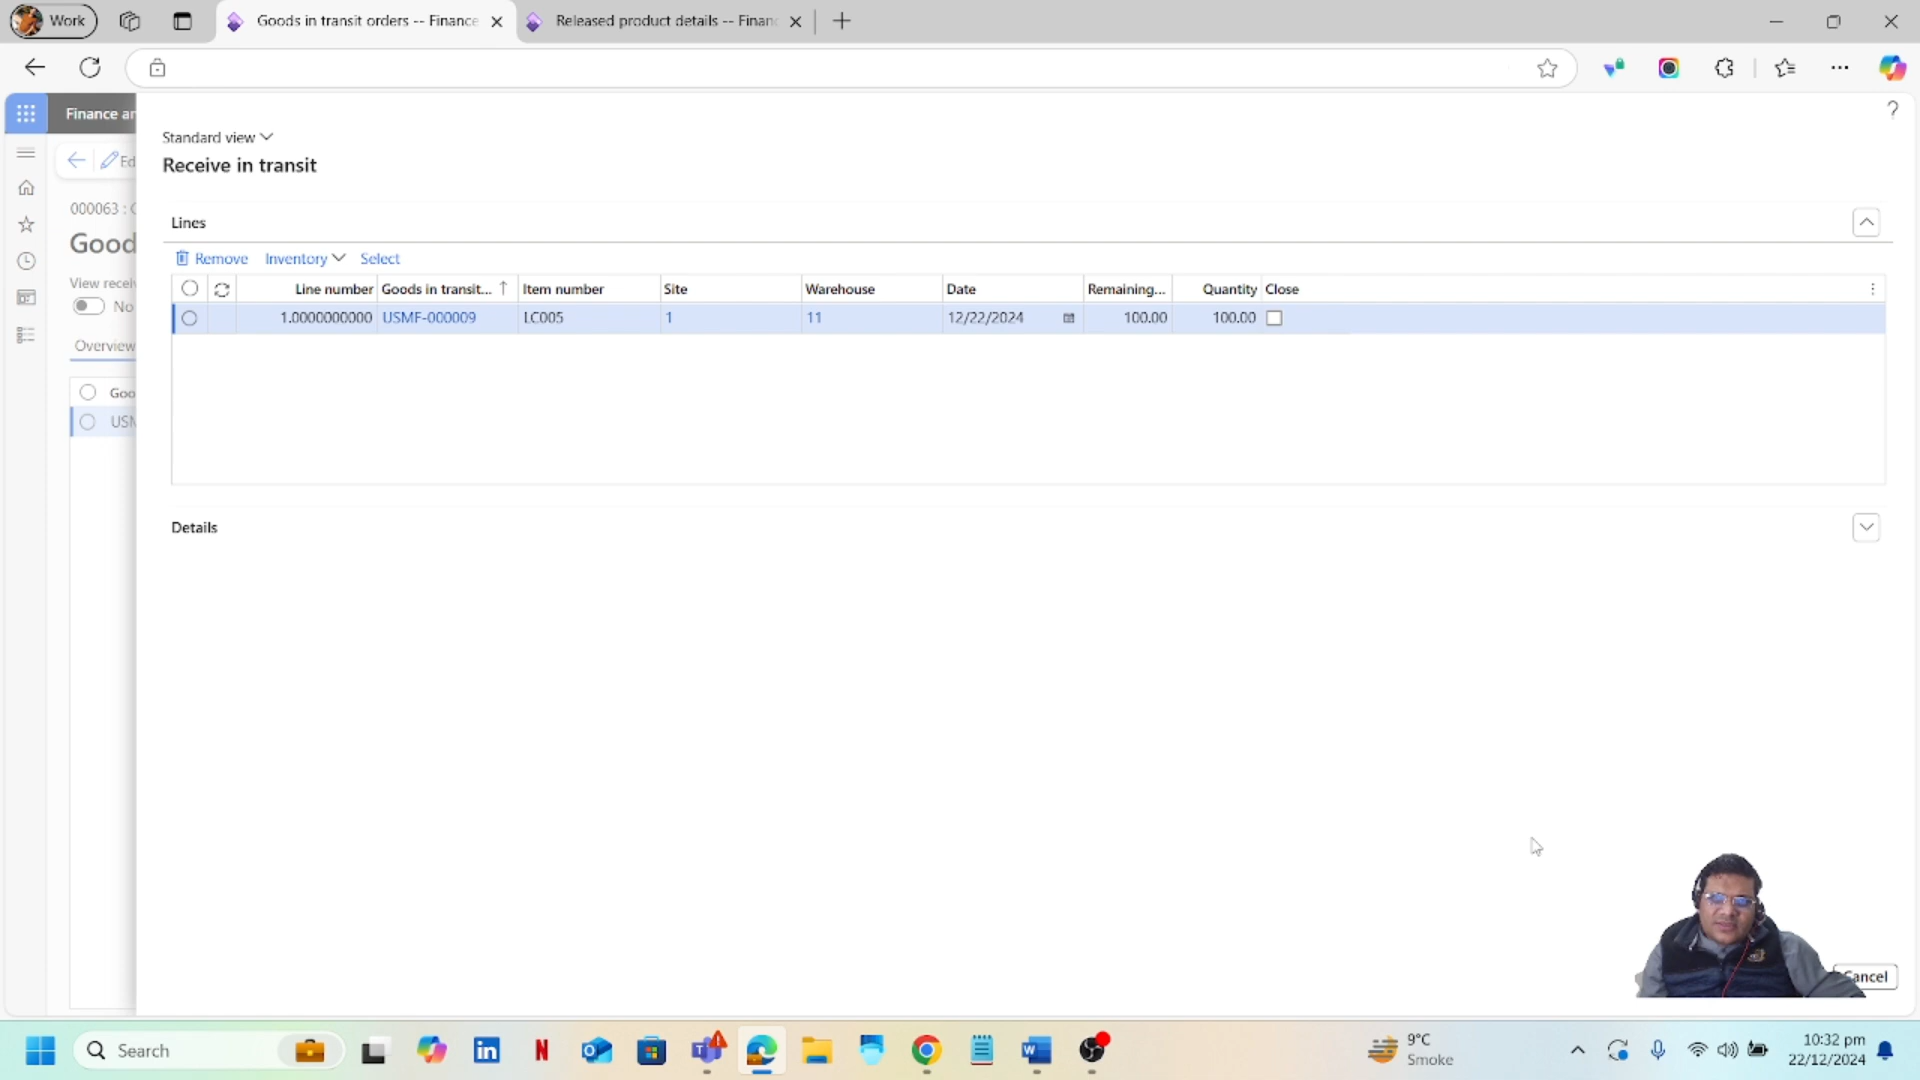 Work
Goods in transit orders -- Finance
Released product details -- Finan
Finance ar
?
Standard view
Ed
Receive in transit
000063 :
Lines
Good
Remove
Inventory
Select
View recei
No
Line number
Goods in transit...
Item number
Site
Warehouse
Date
Remaining...
Quantity
Close
1.0000000000
USMF-000009
LC005
1
11
12/22/2024
100.00
100.00
Overview
Goo
USM
Details
Cancel
Search
9°C
Smoke
10:32 pm
22/12/2024